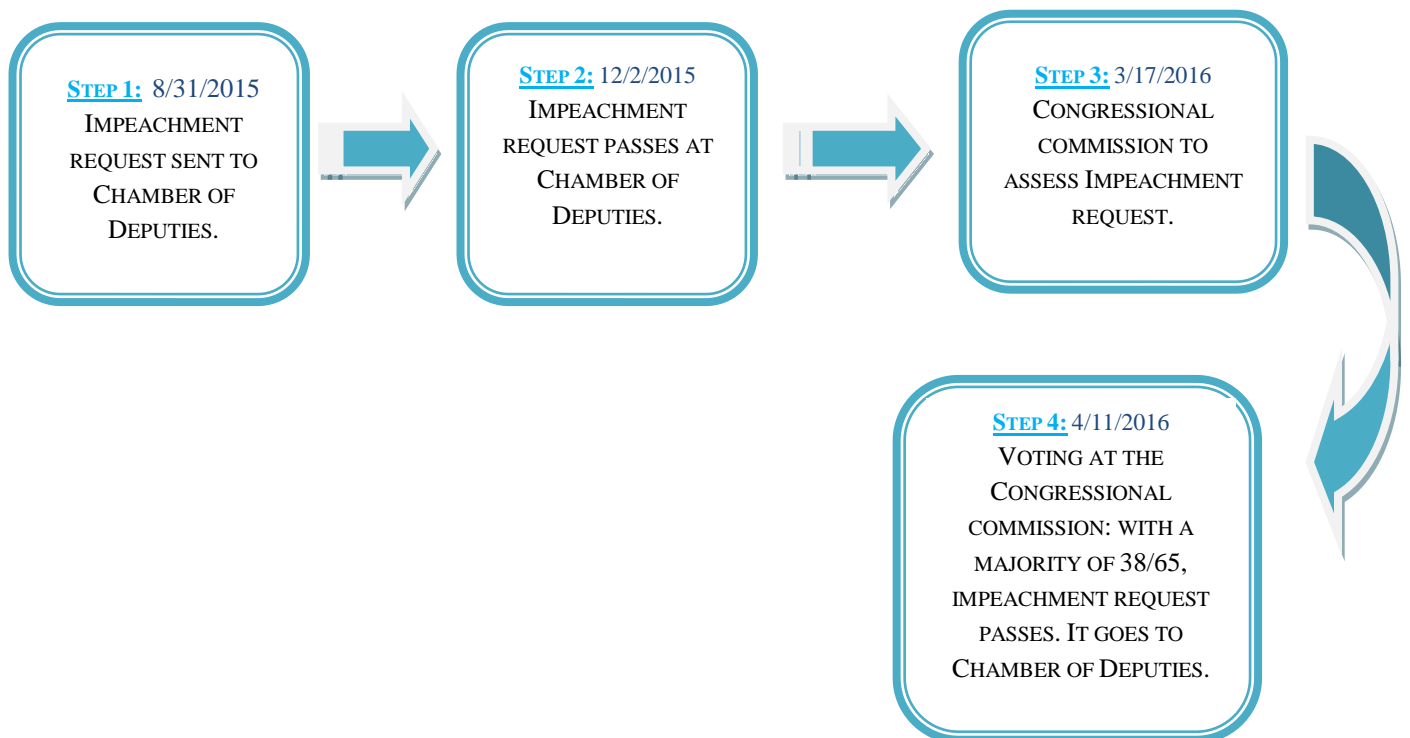 STEP 1: 8/31/2015
IMPEACHMENT
REQUEST SENT TO
CHAMBER OF
DEPUTIES.
STEP 2: 12/2/2015
IMPEACHMENT
REQUEST PASSES AT
CHAMBER OF
DEPUTIES.
STEP 3: 3/17/2016
CONGRESSIONAL
COMMISSION TO
ASSESS IMPEACHMENT
REQUEST.
STEP 4: 4/11/2016
VOTING AT THE
CONGRESSIONAL
COMMISSION: WITH A
MAJORITY OF 38/65,
IMPEACHMENT REQUEST
PASSES. IT GOES TO
CHAMBER OF DEPUTIES.